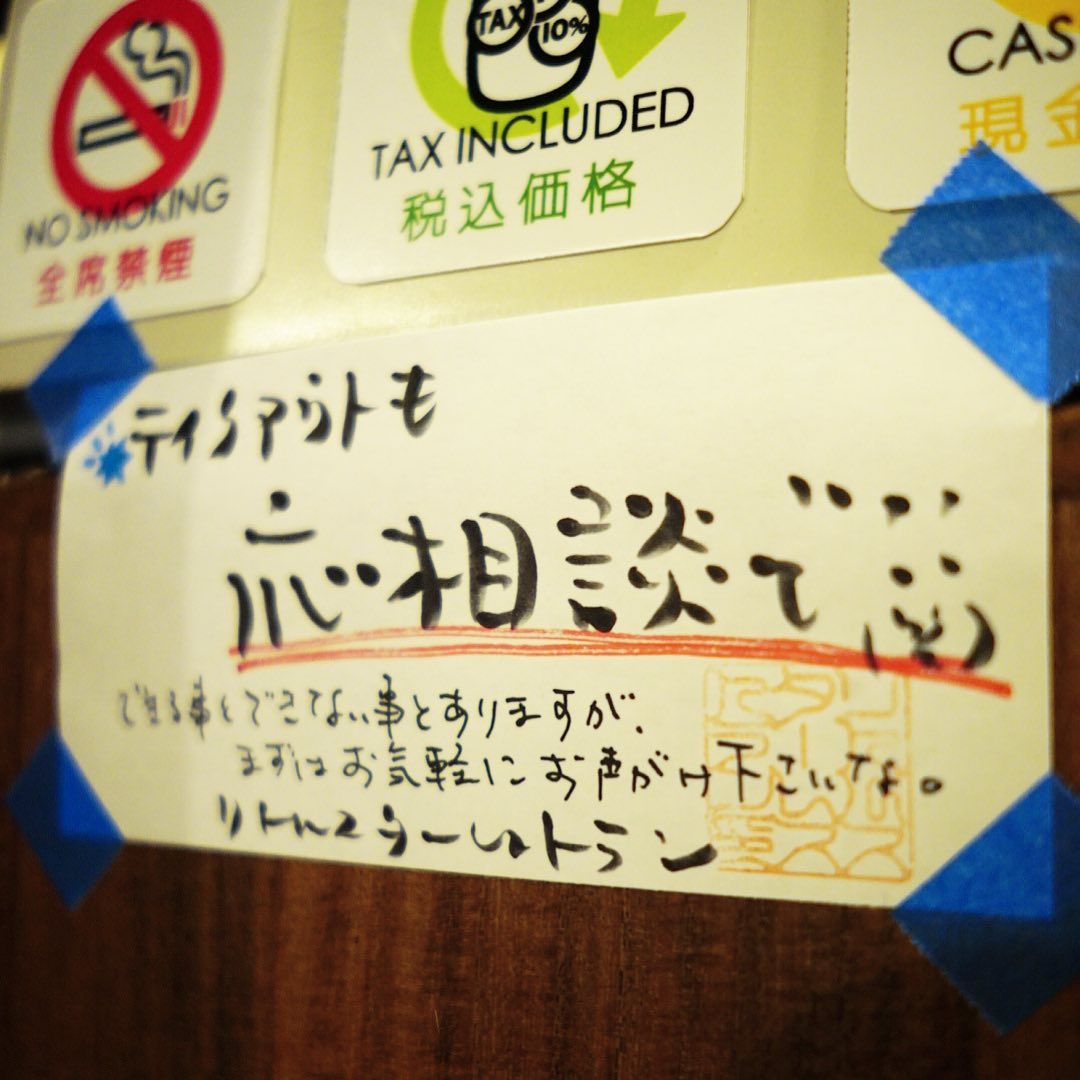 NO SMOKING
全席禁煙
TAX 10%
TAX INCLUDED
税込価格
CAS
現金
テイクアウトも
応相談で(笑)
できる事とできない事とありますが、
まずはお気軽にお声がけ下さいな。
リトルスターレストラン